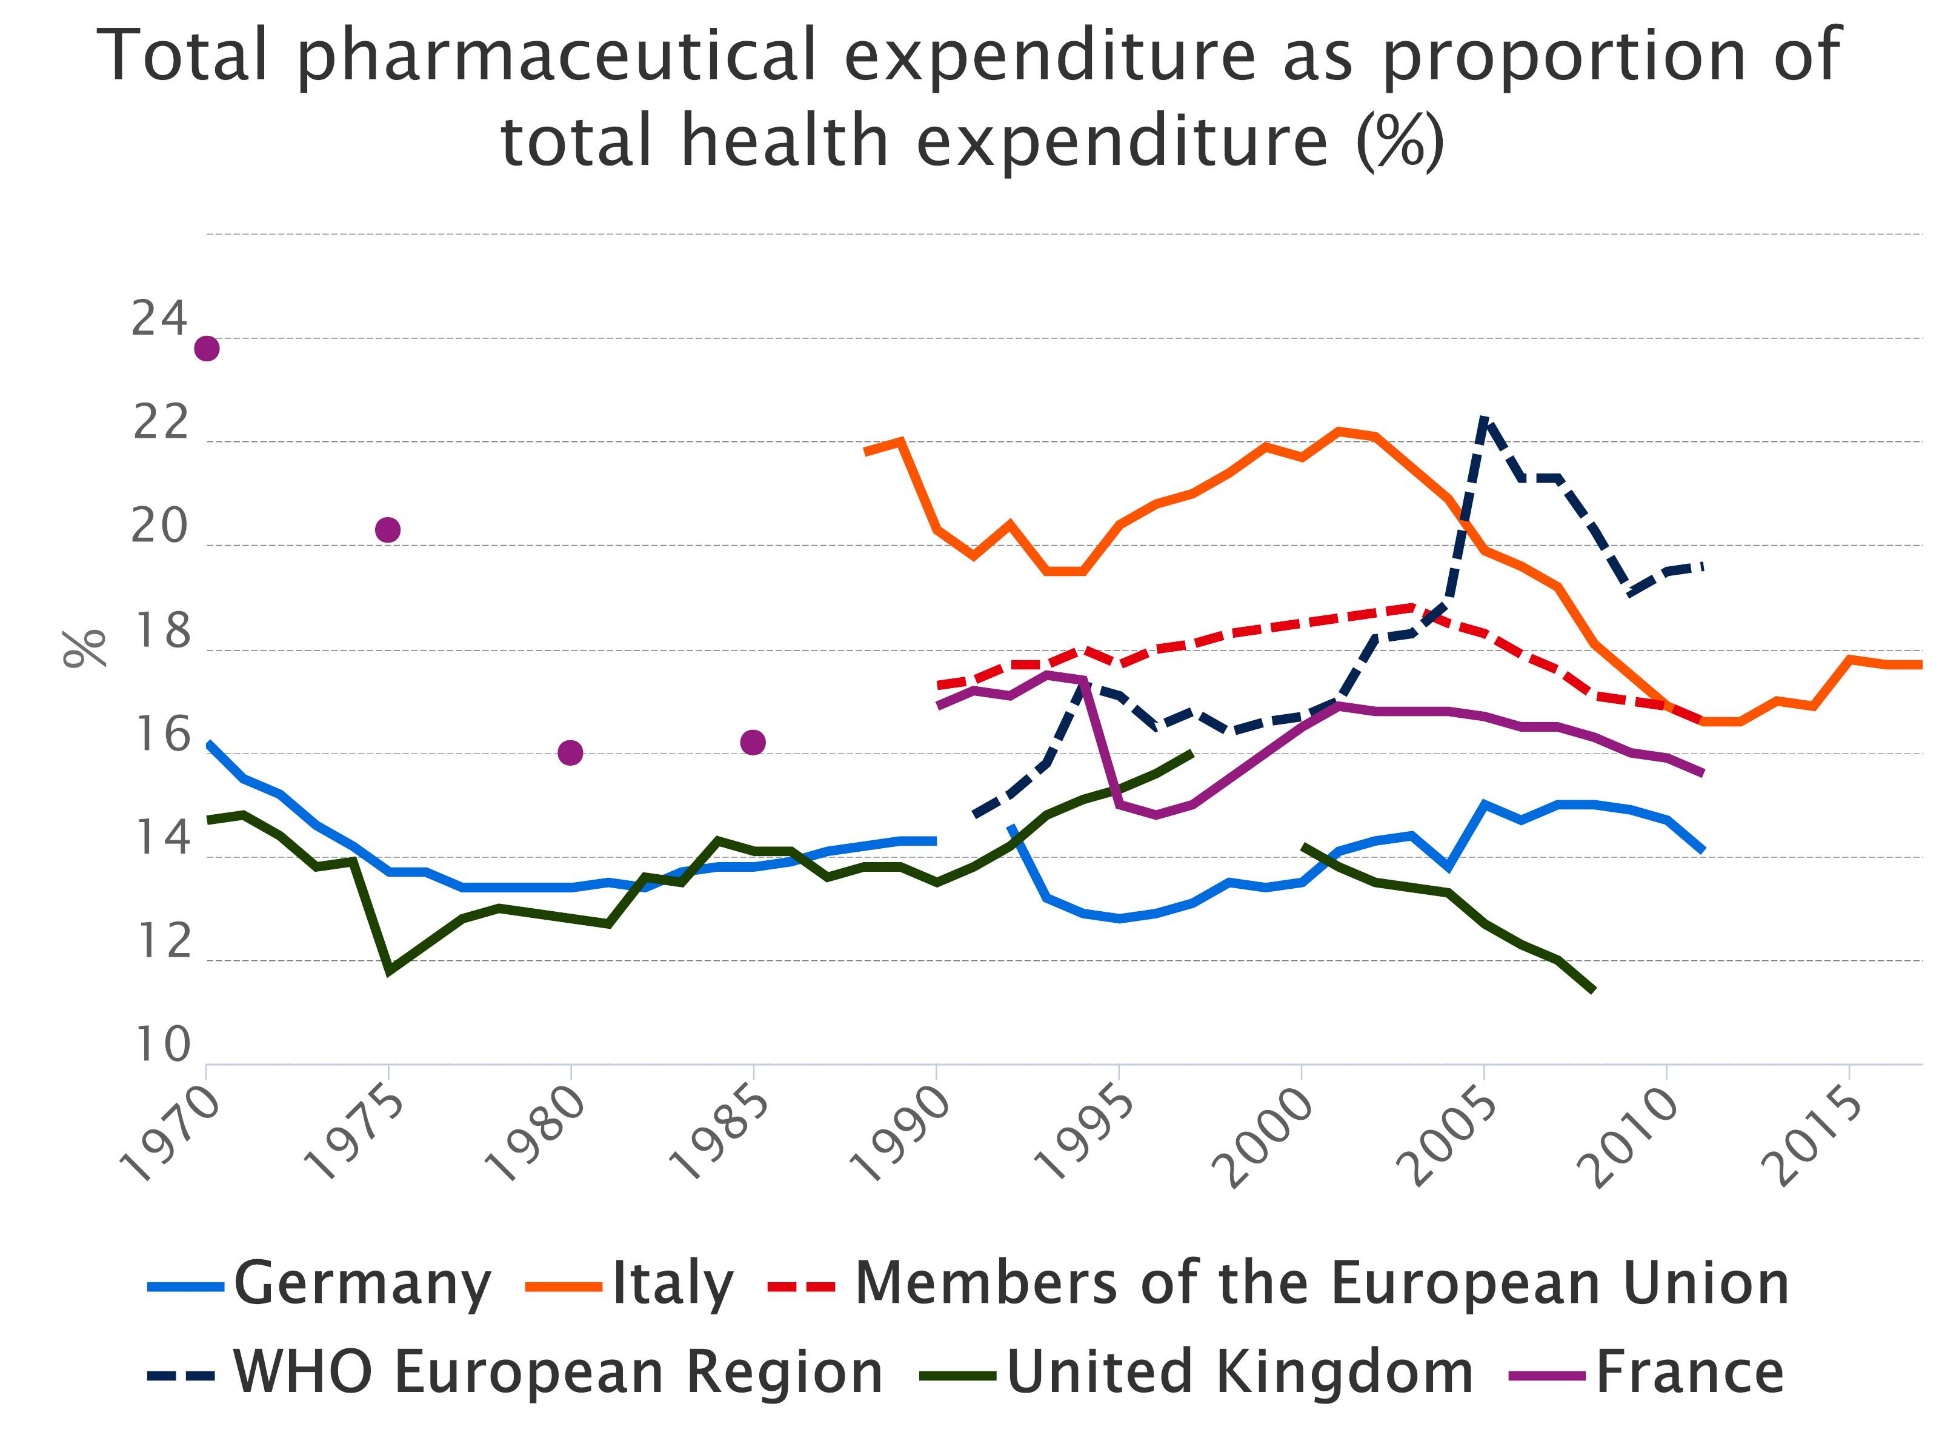 Total pharmaceutical expenditure as proportion of
total health expenditure (%)
24
22
20
18
16
14
12
10
%
1970 1975 1980 1985 1990 1995 2000 2005 2010 2015
Germany Italy Members of the European Union
WHO European Region United Kingdom France